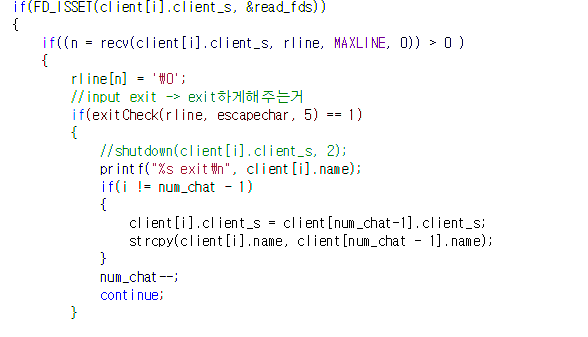 if(FD_ISSET(client[i].client_s, &read_fds))
{
if((n = recv(client[i].client_s, rline, MAXLINE, 0)) > 0 )
{
rline[n] = '₩0';
//input exit -> exit하게해주는거
if(exitCheck(rline, escapechar, 5) == 1)
{
//shutdown(client[i].client_s, 2);
printf("%s exit₩n", client[i].name);
if(i != num_chat - 1)
{
client[i].client_s = client[num_chat-1].client_s;
strcpy(client[i].name, client[num_chat - 1].name);
}
num_chat--;
continue;
}